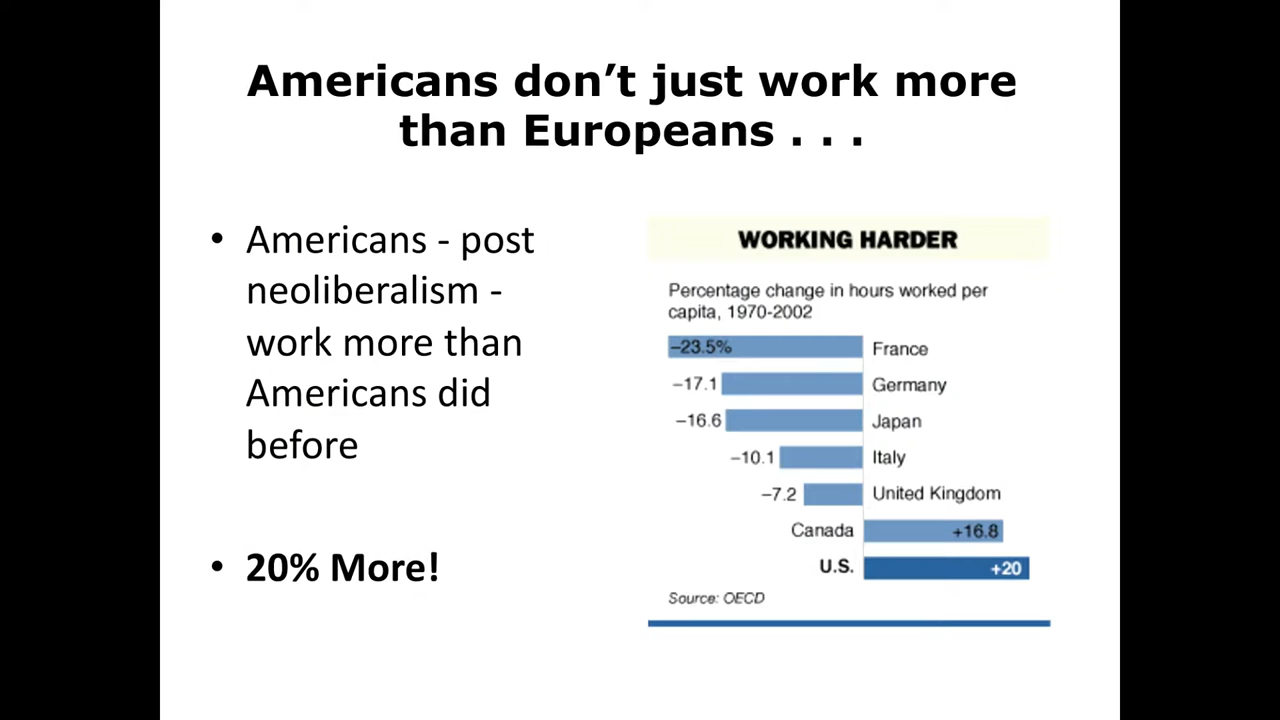 Americans don’t just work more
than Europeans . . .
• Americans - post
neoliberalism -
work more than
Americans did
before
• 20% More!
WORKING HARDER
Percentage change in hours worked per
capita, 1970-2002
–23.5% France
–17.1 Germany
–16.6 Japan
–10.1 Italy
–7.2 United Kingdom
Canada +16.8
U.S. +20
Source: OECD